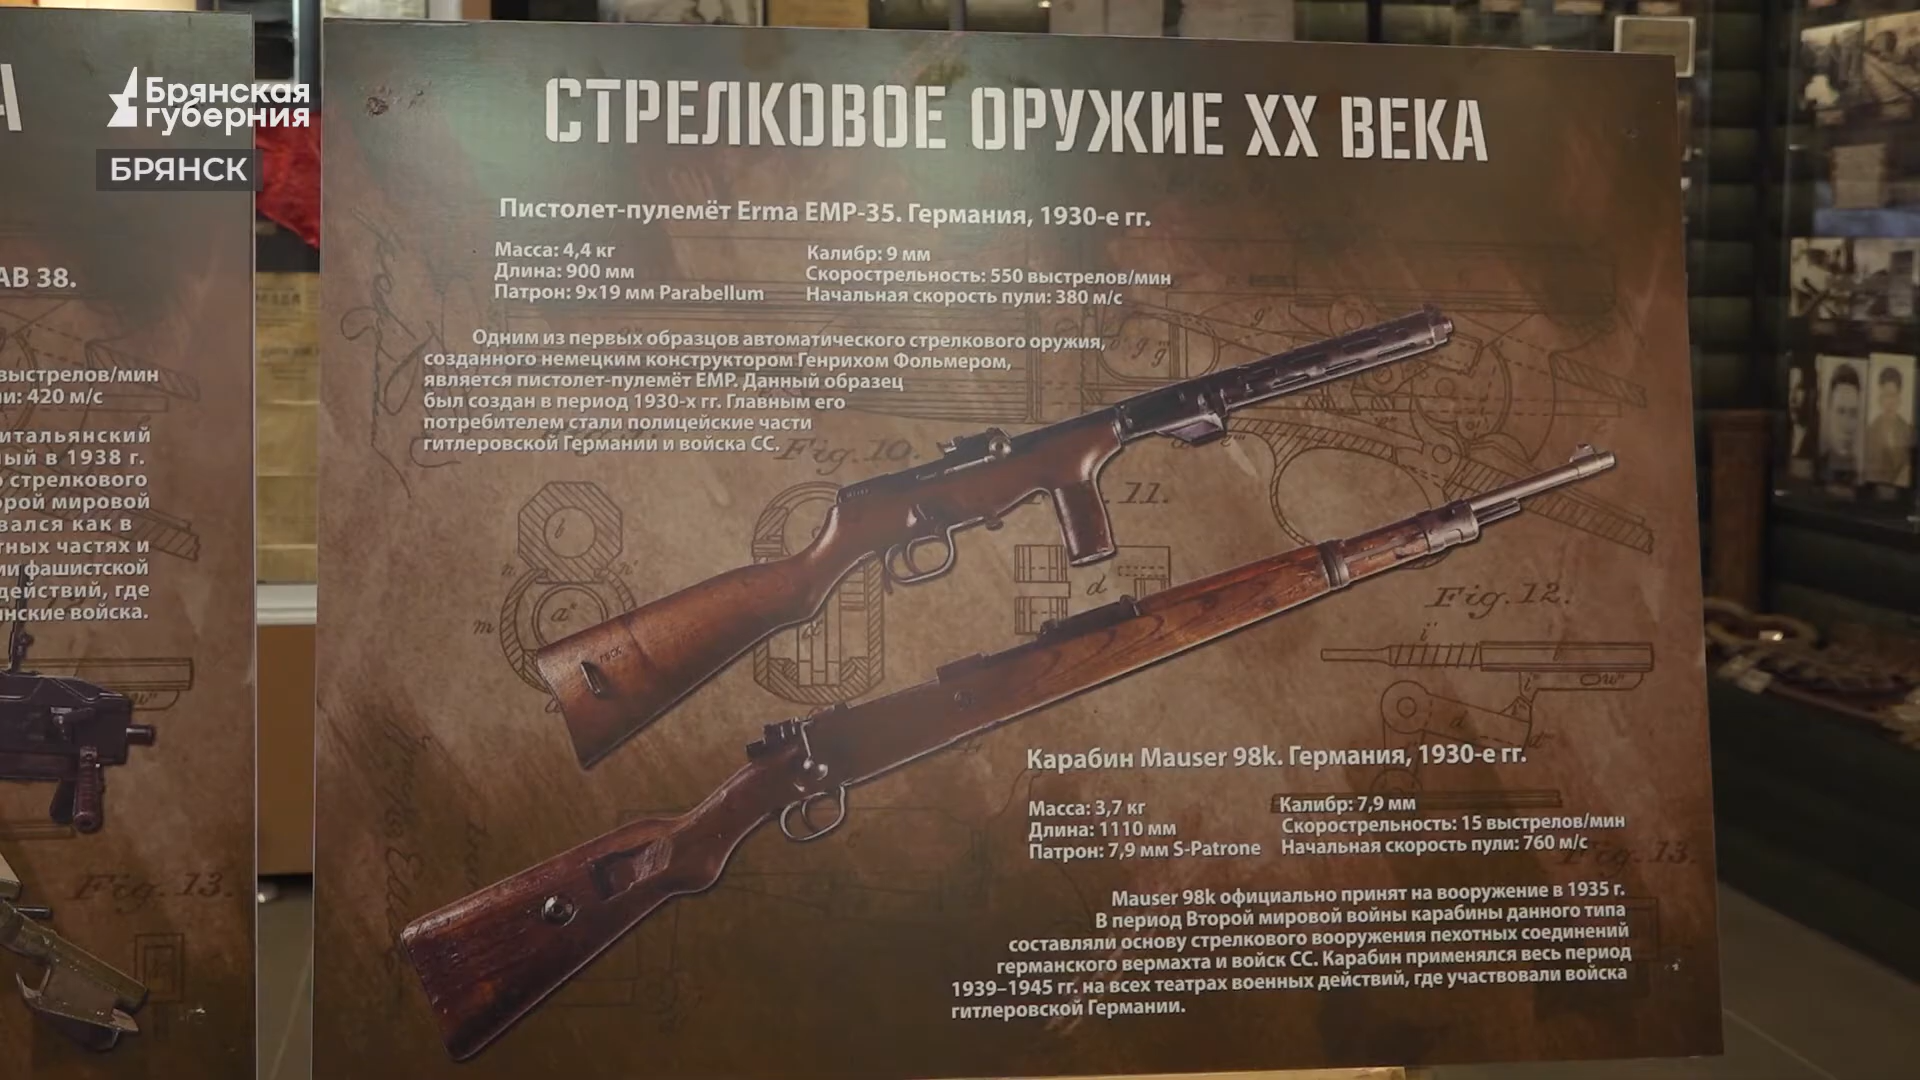 Брянская
губерния
БРЯНСК
А
АВ 38.
выстрелов/мин
и: 420 м/с
итальянский
ый в 1938 г.
о стрелкового
орой мировой
вался как в
тных частях и
ии фашистской
действий, где
нские войска.
Fig. 13.
СТРЕЛКОВОЕ ОРУЖИЕ XX ВЕКА
Пистолет-пулемёт Erma EMP-35. Германия, 1930-е гг.
Масса: 4,4 кг
Длина: 900 мм
Патрон: 9х19 мм Parabellum
Калибр: 9 мм
Скорострельность: 550 выстрелов/мин
Начальная скорость пули: 380 м/с
Одним из первых образцов автоматического стрелкового оружия,
созданного немецким конструктором Генрихом Фольмером,
является пистолет-пулемёт EMP. Данный образец
был создан в период 1930-х гг. Главным его
потребителем стали полицейские части
гитлеровской Германии и войска СС.
Fig. 10.
11.
Fig. 12.
Карабин Mauser 98k. Германия, 1930-е гг.
Масса: 3,7 кг
Длина: 1110 мм
Патрон: 7,9 мм S-Patrone
Калибр: 7,9 мм
Скорострельность: 15 выстрелов/мин
Начальная скорость пули: 760 м/с
Fig. 13.
Mauser 98k официально принят на вооружение в 1935 г.
В период Второй мировой войны карабины данного типа
составляли основу стрелкового вооружения пехотных соединений
германского вермахта и войск СС. Карабин применялся весь период
1939–1945 гг. на всех театрах военных действий, где участвовали войска
гитлеровской Германии.